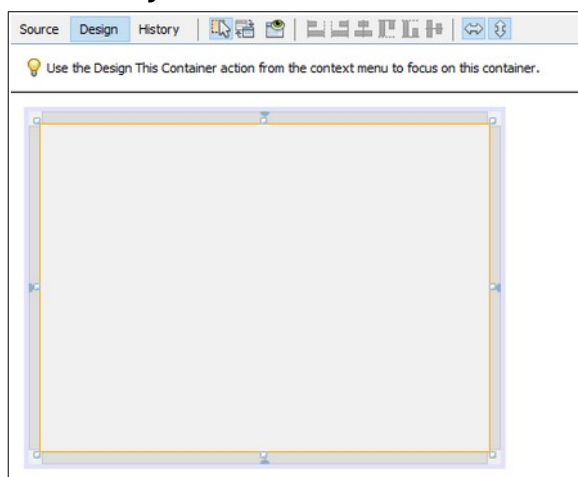 Source Design History
Use the Design This Container action from the context menu to focus on this container.